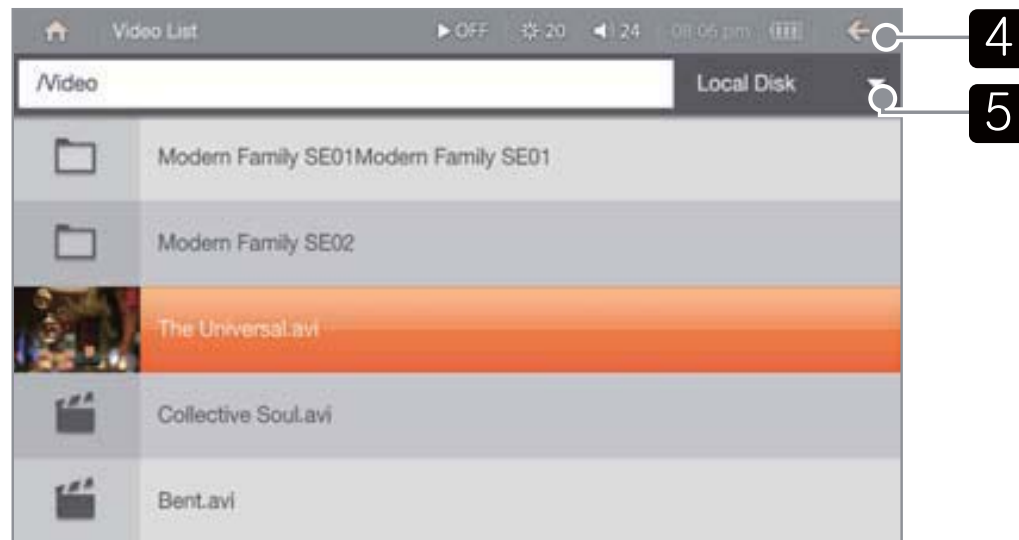 Video List ▶ OFF 20 24 08:06 pm
4
/Video Local Disk
5
Modern Family SE01Modern Family SE01
Modern Family SE02
The Universal.avi
Collective Soul.avi
Bent.avi